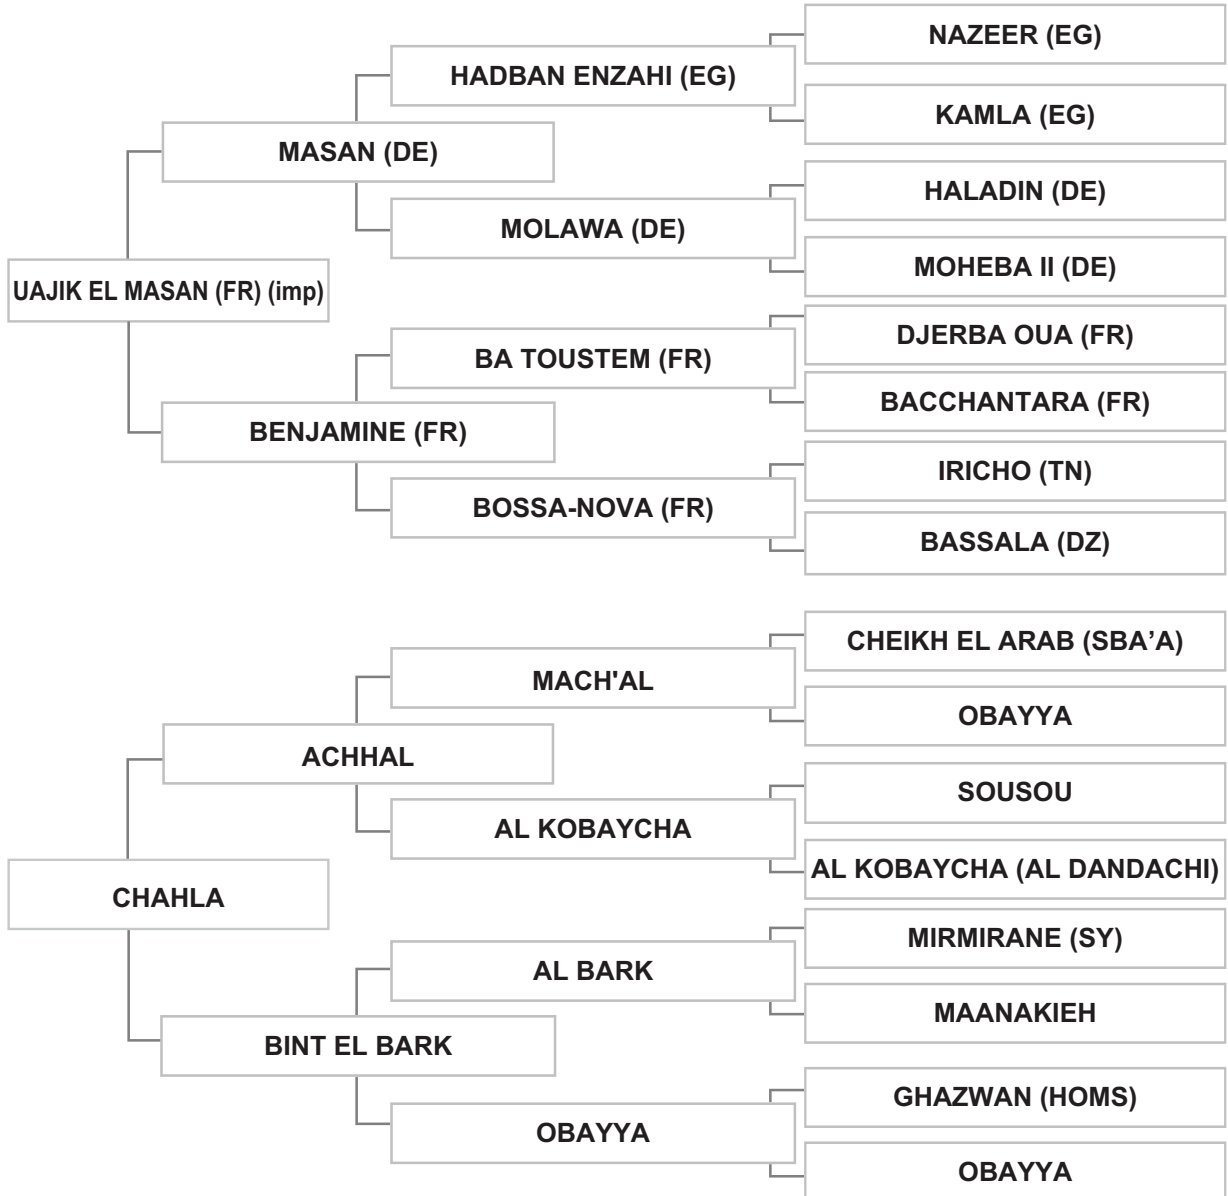 NAZEER (EG)
HADBAN ENZAHI (EG)
KAMLA (EG)
MASAN (DE)
HALADIN (DE)
MOLAWA (DE)
MOHEBA II (DE)
UAJIK EL MASAN (FR) (imp)
DJERBA OUA (FR)
BA TOUSTEM (FR)
BACCHANTARA (FR)
BENJAMINE (FR)
IRICHO (TN)
BOSSA-NOVA (FR)
BASSALA (DZ)
CHEIKH EL ARAB (SBA’A)
MACH'AL
OBAYYA
ACHHAL
SOUSOU
AL KOBAYCHA
AL KOBAYCHA (AL DANDACHI)
CHAHLA
MIRMIRANE (SY)
AL BARK
MAANAKIEH
BINT EL BARK
GHAZWAN (HOMS)
OBAYYA
OBAYYA